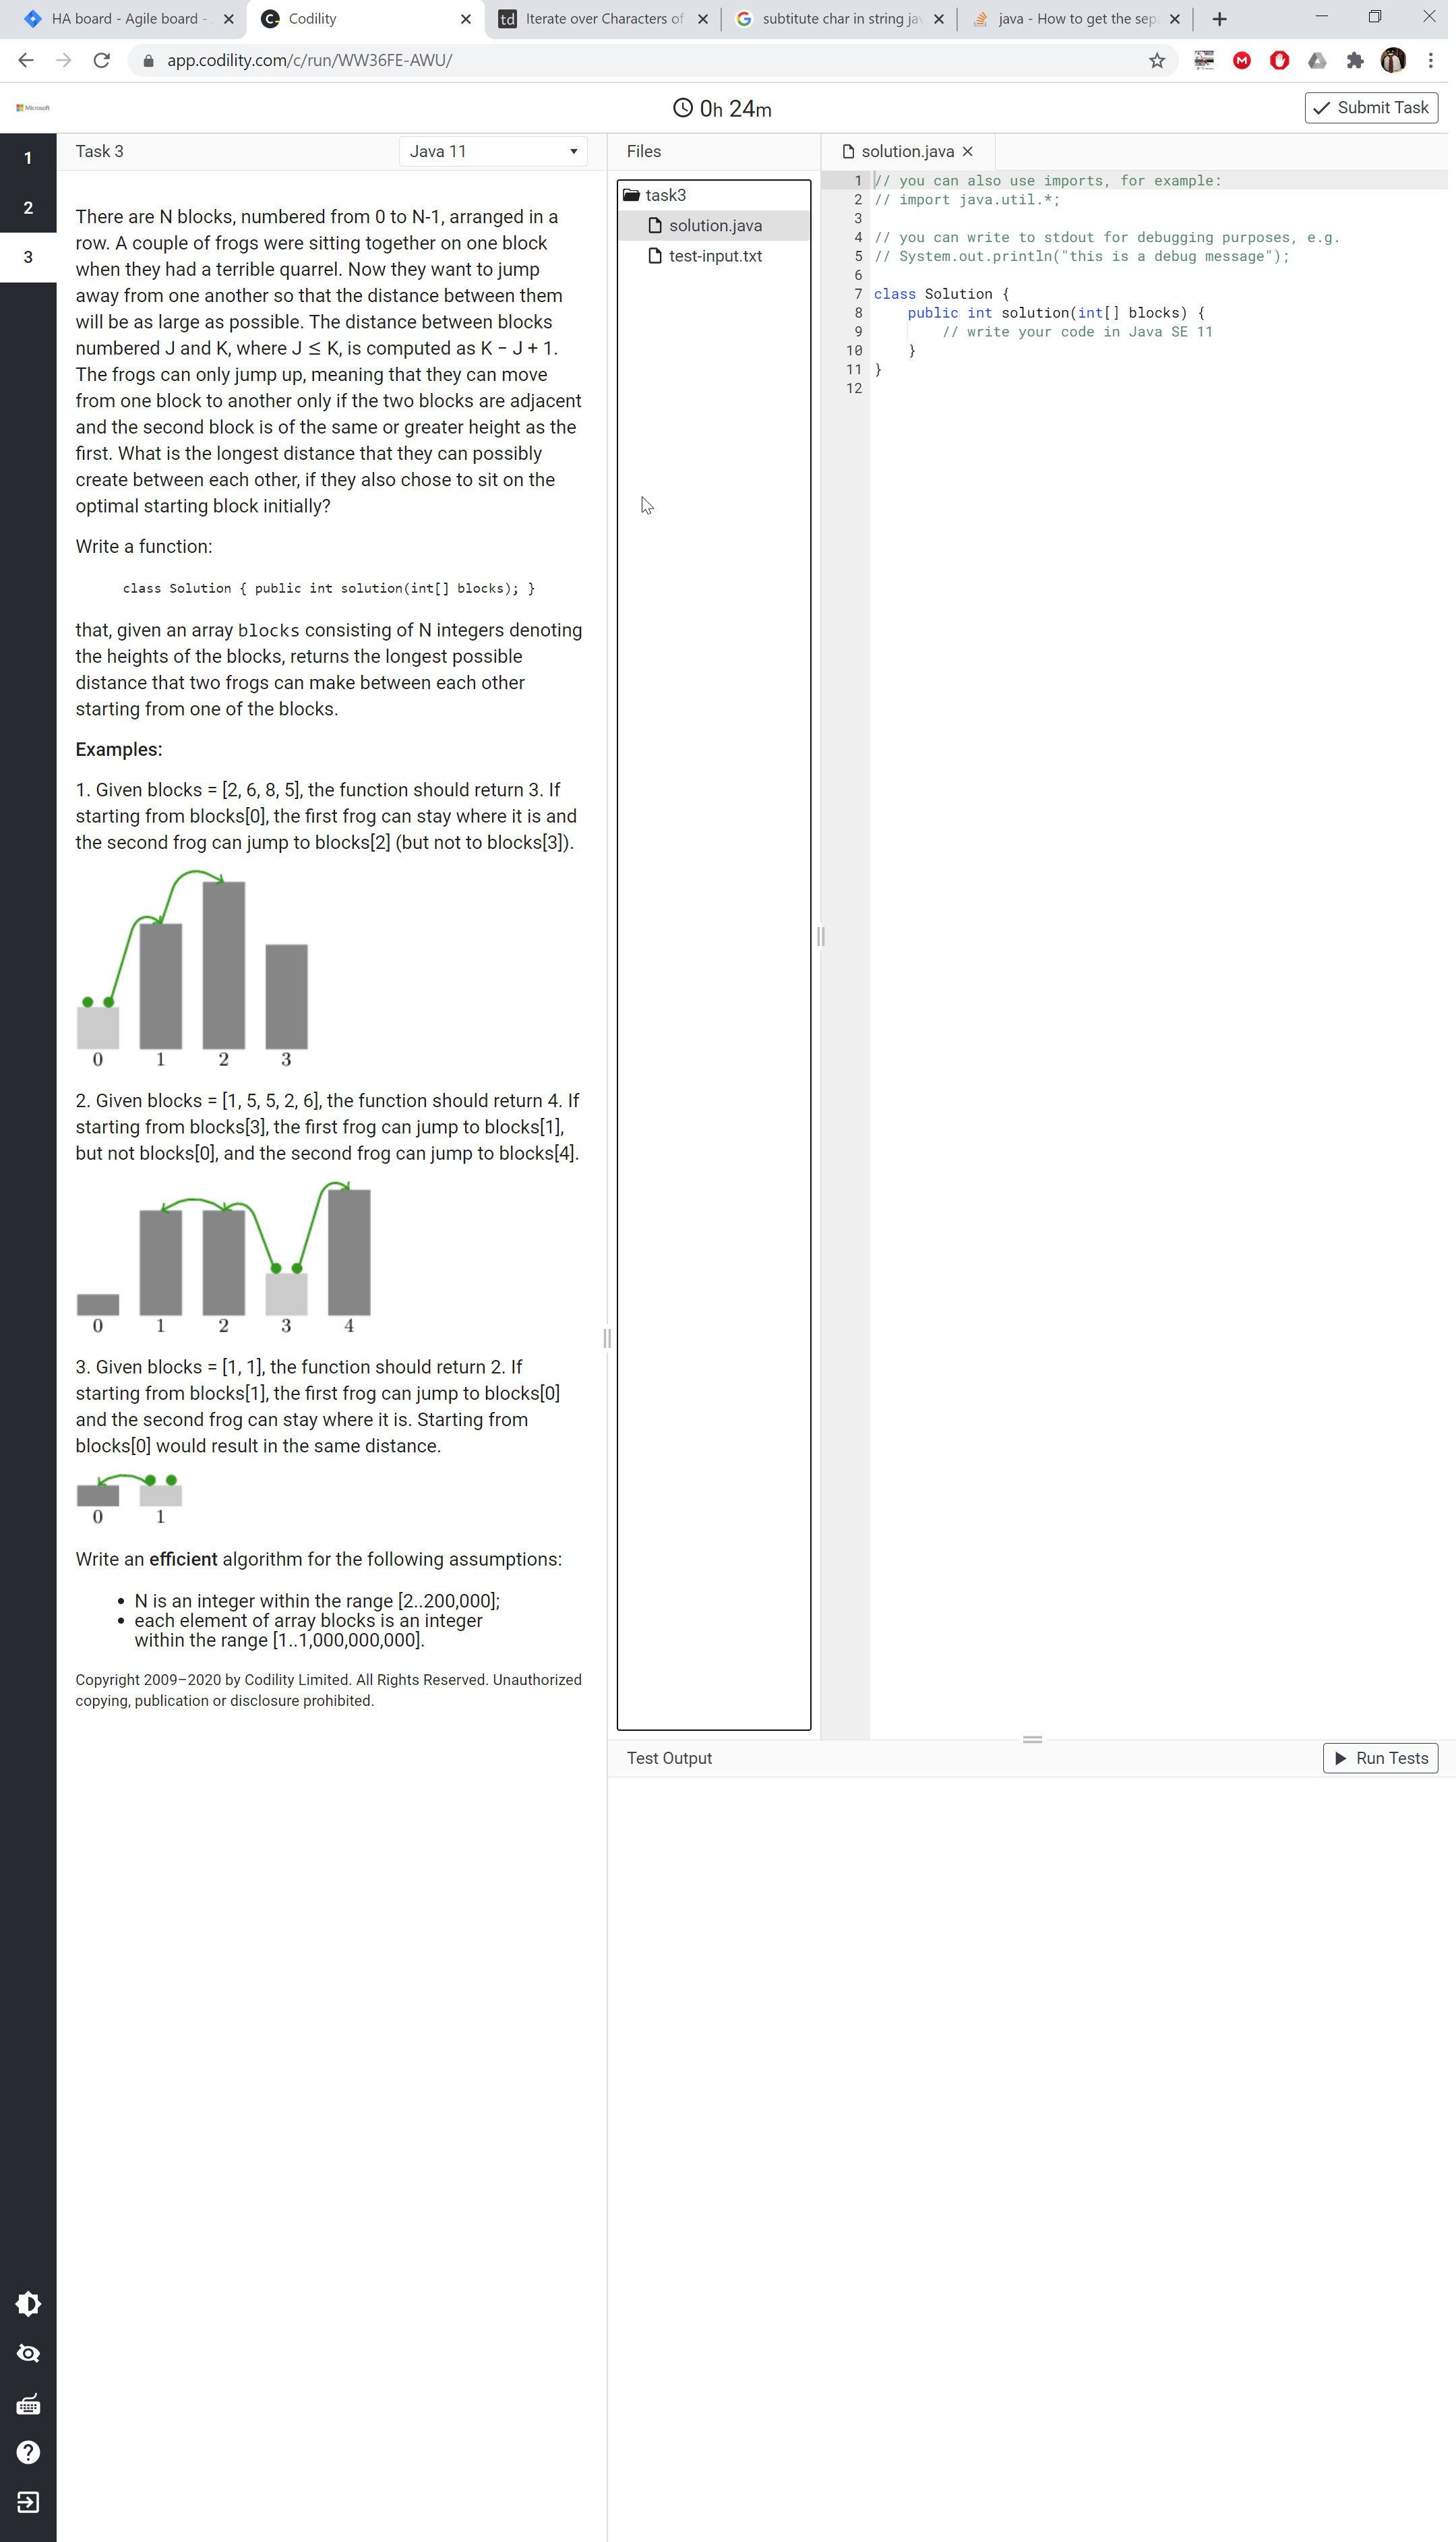 HA board - Agile board -
Codility
td Iterate over Characters of
subtitute char in string jav
java - How to get the sep
app.codility.com/c/run/WW36FE-AWU/
Microsoft
0h 24m
Submit Task
1
2
3
Task 3
Java 11
There are N blocks, numbered from 0 to N-1, arranged in a
row. A couple of frogs were sitting together on one block
when they had a terrible quarrel. Now they want to jump
away from one another so that the distance between them
will be as large as possible. The distance between blocks
numbered J and K, where J ≤ K, is computed as K − J + 1.
The frogs can only jump up, meaning that they can move
from one block to another only if the two blocks are adjacent
and the second block is of the same or greater height as the
first. What is the longest distance that they can possibly
create between each other, if they also chose to sit on the
optimal starting block initially?
Write a function:
class Solution { public int solution(int[] blocks); }
that, given an array blocks consisting of N integers denoting
the heights of the blocks, returns the longest possible
distance that two frogs can make between each other
starting from one of the blocks.
Examples:
1. Given blocks = [2, 6, 8, 5], the function should return 3. If
starting from blocks[0], the first frog can stay where it is and
the second frog can jump to blocks[2] (but not to blocks[3]).
0 1 2 3
2. Given blocks = [1, 5, 5, 2, 6], the function should return 4. If
starting from blocks[3], the first frog can jump to blocks[1],
but not blocks[0], and the second frog can jump to blocks[4].
0 1 2 3 4
3. Given blocks = [1, 1], the function should return 2. If
starting from blocks[1], the first frog can jump to blocks[0]
and the second frog can stay where it is. Starting from
blocks[0] would result in the same distance.
0 1
Write an efficient algorithm for the following assumptions:
• N is an integer within the range [2..200,000];
• each element of array blocks is an integer
within the range [1..1,000,000,000].
Copyright 2009–2020 by Codility Limited. All Rights Reserved. Unauthorized
copying, publication or disclosure prohibited.
Files
task3
solution.java
test-input.txt
solution.java
1 // you can also use imports, for example:
2 // import java.util.*;
3
4 // you can write to stdout for debugging purposes, e.g.
5 // System.out.println("this is a debug message");
6
7 class Solution {
8 public int solution(int[] blocks) {
9 // write your code in Java SE 11
10 }
11 }
12
Test Output
Run Tests